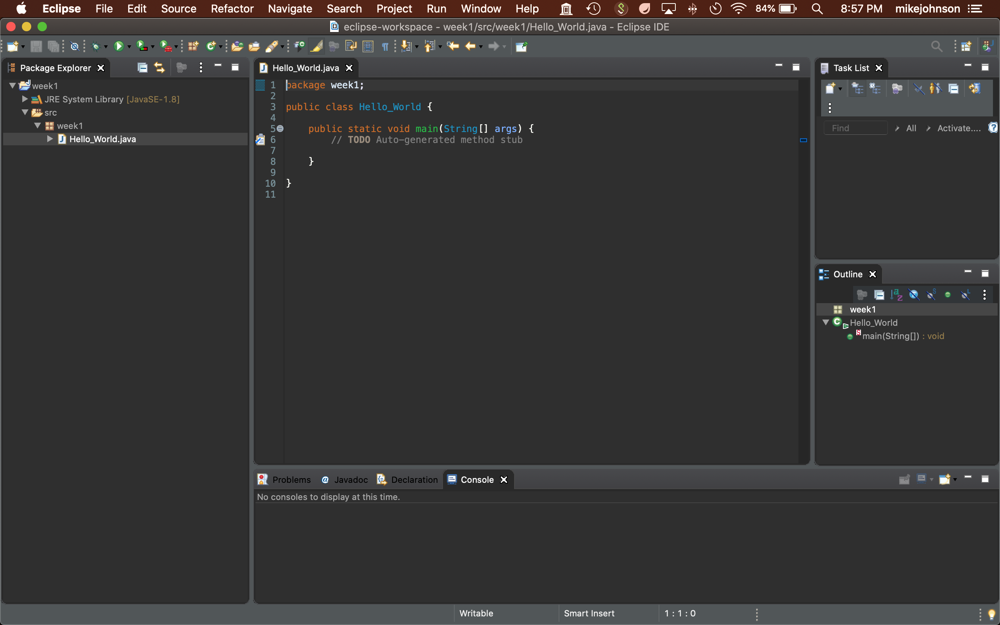 Eclipse File Edit Source Refactor Navigate Search Project Run Window Help 84% 8:57 PM mikejohnson
eclipse-workspace - week1/src/week1/Hello_World.java - Eclipse IDE
Package Explorer
week1
JRE System Library [JavaSE-1.8]
src
week1
Hello_World.java
Hello_World.java
1 package week1;
2
3 public class Hello_World {
4
5 public static void main(String[] args) {
6 // TODO Auto-generated method stub
7
8 }
9
10 }
11
Task List
Find All Activate....
Outline
week1
Hello_World
main(String[]) : void
Problems Javadoc Declaration Console
No consoles to display at this time.
Writable Smart Insert 1 : 1 : 0